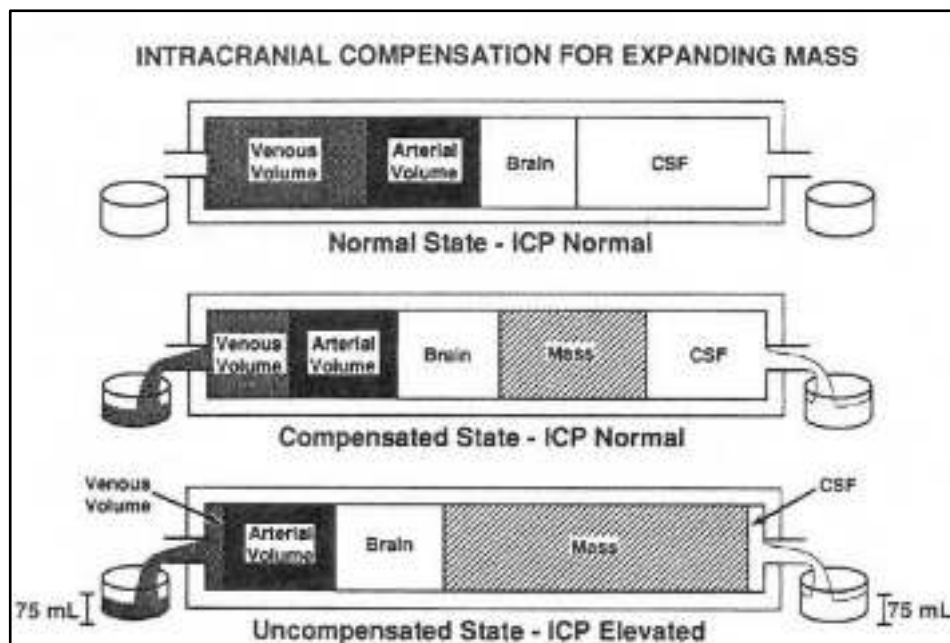 INTRACRANIAL COMPENSATION FOR EXPANDING MASS
Venous
Volume
Arterial
Volume
Brain
CSF
Normal State - ICP Normal
Venous
Volume
Arterial
Volume
Brain
Mass
CSF
Compensated State - ICP Normal
Venous
Volume
CSF
Arterial
Volume
Brain
Mass
75 mL
75 mL
Uncompensated State - ICP Elevated